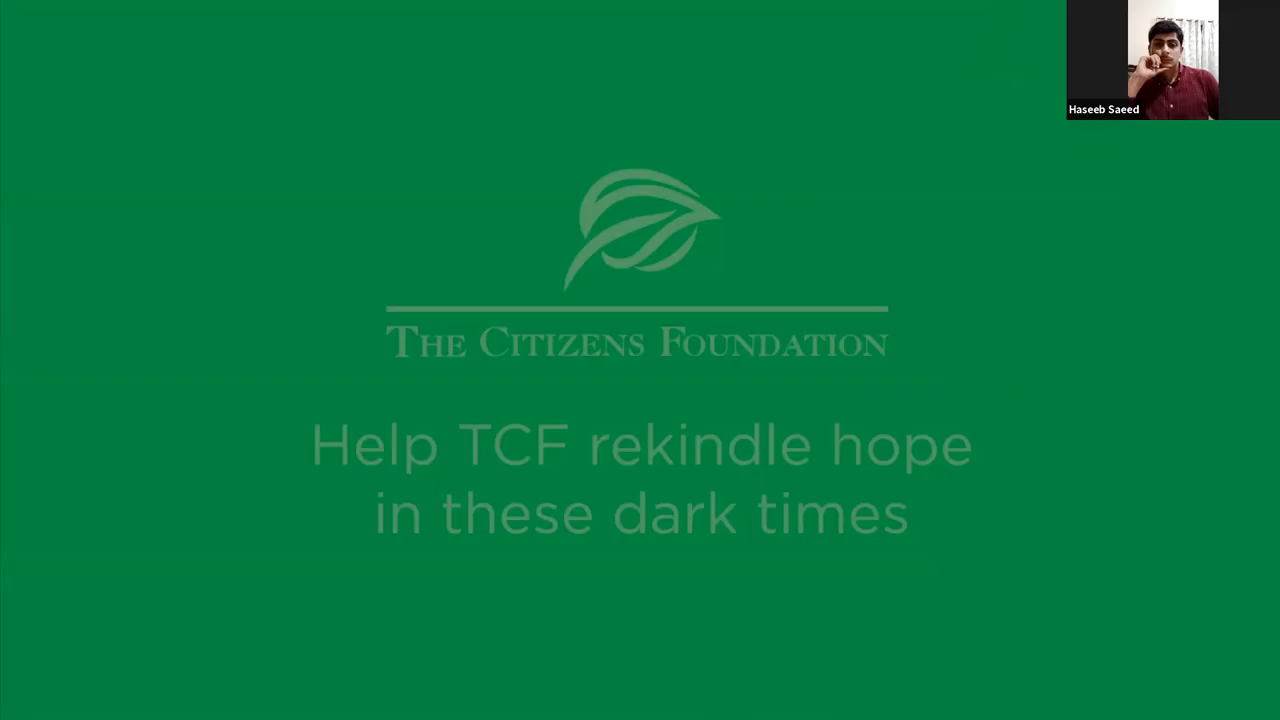 Haseeb Saeed
THE CITIZENS FOUNDATION
Help TCF rekindle hope
in these dark times